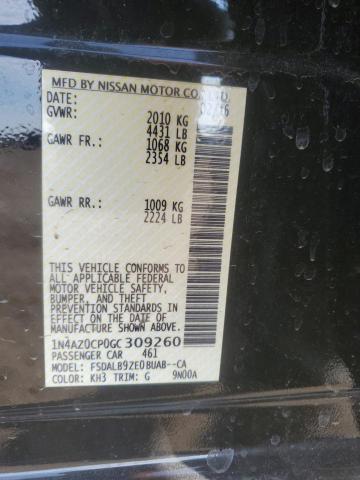 MFD BY NISSAN MOTOR CO., LTD.
DATE:
GVWR: 2010 KG
4431 LB
GAWR FR.: 1068 KG
2354 LB
GAWR RR.: 1009 KG
2224 LB
THIS VEHICLE CONFORMS TO
ALL APPLICABLE FEDERAL
MOTOR VEHICLE SAFETY,
BUMPER, AND THEFT
PREVENTION STANDARDS
IN EFFECT ON THE DATE OF
MANUFACTURE SHOWN ABOVE.
1N4AZ0CP0GC 309260
PASSENGER CAR 461
MODEL: FSDALB9ZE0BUAB--CA
COLOR: KH3 TRIM: G 9N00A